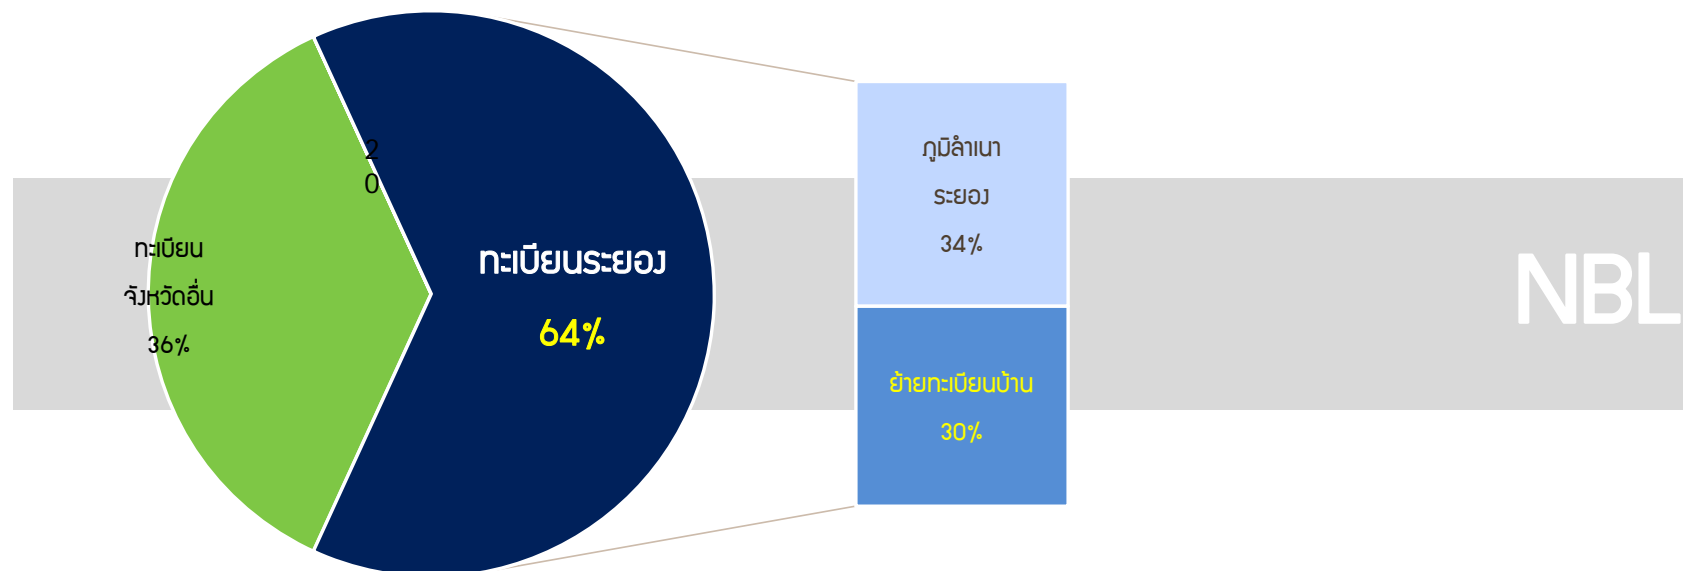 2
0
ทะเบียน
จังหวัดอื่น
36%
ทะเบียนระยอง
64%
ภูมิลำเนา
ระยอง
34%
ย้ายทะเบียนบ้าน
30%
NBL